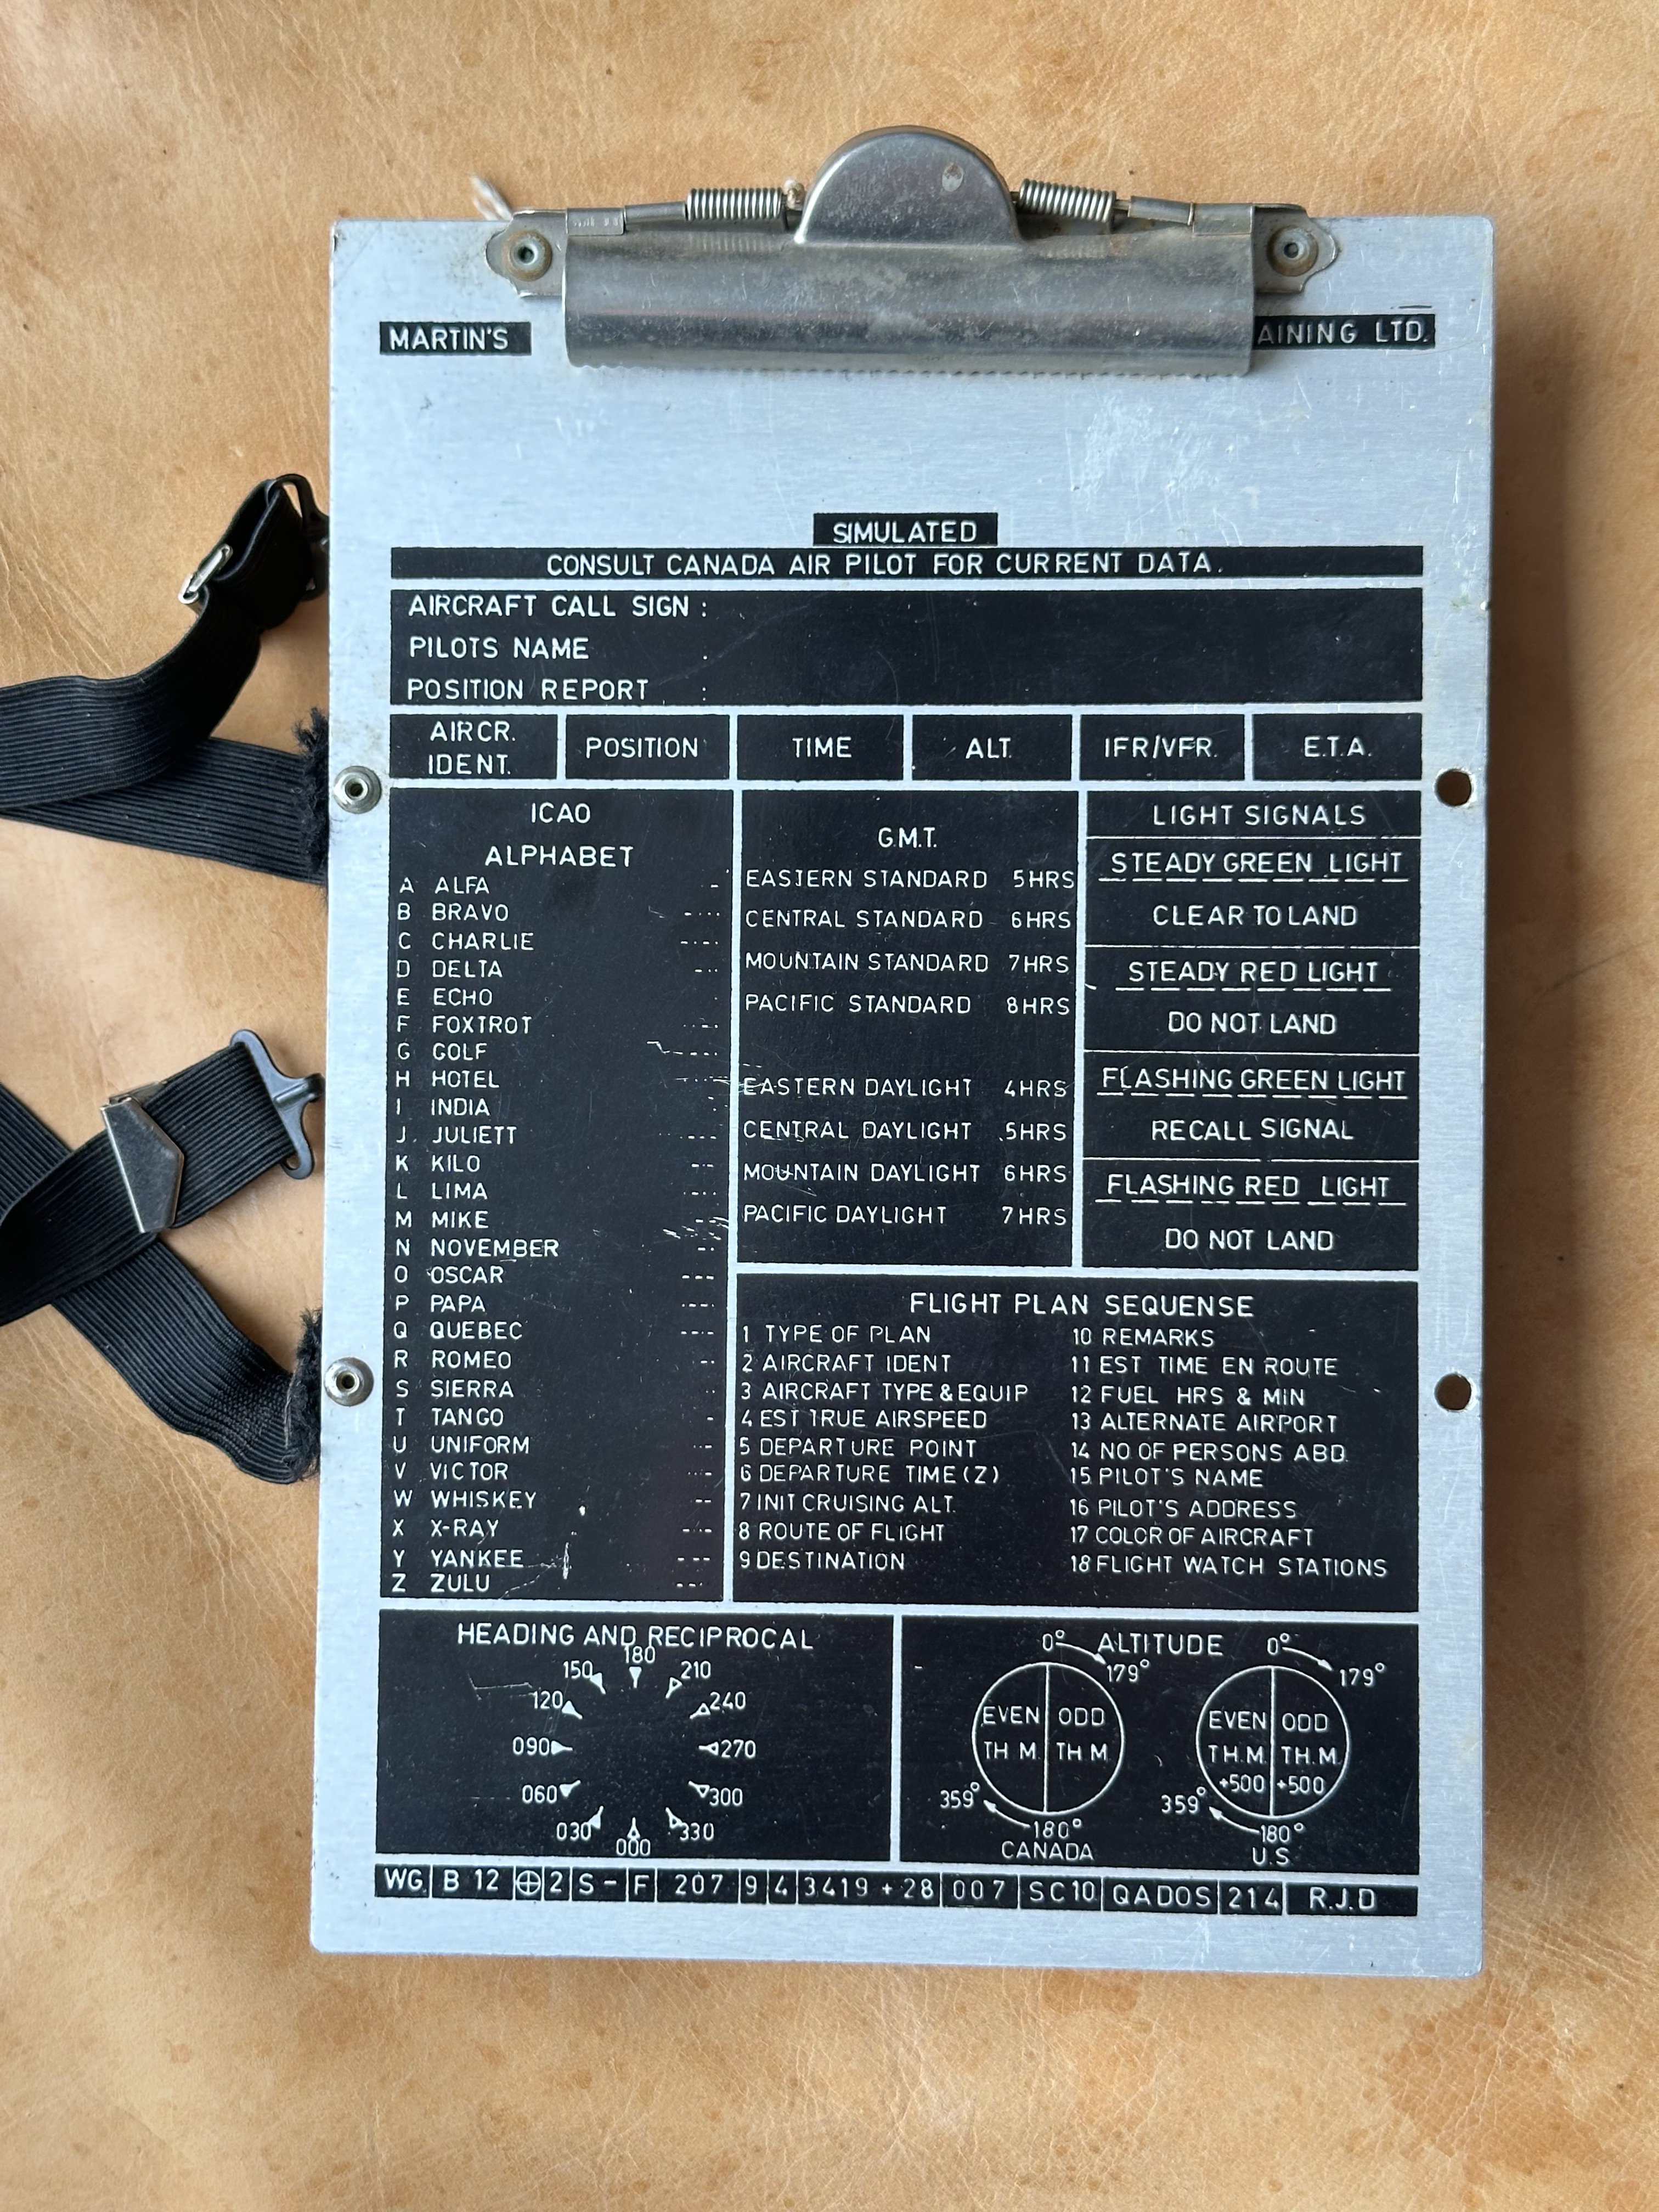 MARTIN'S AINING LTD.
SIMULATED
CONSULT CANADA AIR PILOT FOR CURRENT DATA.
AIRCRAFT CALL SIGN :
PILOTS NAME :
POSITION REPORT :
AIRCR. IDENT.
POSITION
TIME
ALT.
IFR/VFR.
E.T.A.
ICAO
ALPHABET
A ALFA
B BRAVO
C CHARLIE
D DELTA
E ECHO
F FOXTROT
G GOLF
H HOTEL
I INDIA
J JULIETT
K KILO
L LIMA
M MIKE
N NOVEMBER
O OSCAR
P PAPA
Q QUEBEC
R ROMEO
S SIERRA
T TANGO
U UNIFORM
V VICTOR
W WHISKEY
X X-RAY
Y YANKEE
Z ZULU
G.M.T.
EASTERN STANDARD 5HRS
CENTRAL STANDARD 6HRS
MOUNTAIN STANDARD 7HRS
PACIFIC STANDARD 8HRS
EASTERN DAYLIGHT 4HRS
CENTRAL DAYLIGHT 5HRS
MOUNTAIN DAYLIGHT 6HRS
PACIFIC DAYLIGHT 7HRS
LIGHT SIGNALS
STEADY GREEN LIGHT
CLEAR TO LAND
STEADY RED LIGHT
DO NOT LAND
FLASHING GREEN LIGHT
RECALL SIGNAL
FLASHING RED LIGHT
DO NOT LAND
FLIGHT PLAN SEQUENSE
1 TYPE OF PLAN
2 AIRCRAFT IDENT
3 AIRCRAFT TYPE & EQUIP
4 EST TRUE AIRSPEED
5 DEPARTURE POINT
6 DEPARTURE TIME (Z)
7 INIT CRUISING ALT.
8 ROUTE OF FLIGHT
9 DESTINATION
10 REMARKS
11 EST TIME EN ROUTE
12 FUEL HRS & MIN
13 ALTERNATE AIRPORT
14 NO OF PERSONS ABD.
15 PILOT'S NAME
16 PILOT'S ADDRESS
17 COLOR OF AIRCRAFT
18 FLIGHT WATCH STATIONS
HEADING AND RECIPROCAL
180
150 210
120 240
090 270
060 300
030 330
000
ALTITUDE
0° 179°
EVEN ODD
TH M. TH M
359° 180°
CANADA
0° 179°
EVEN ODD
TH.M. TH.M.
+500 +500
359° 180°
U.S
WG. B 12 ⊕ 2 S - F 207 9 4 3419 + 28 007 SC10 QADOS 214 R.J.D